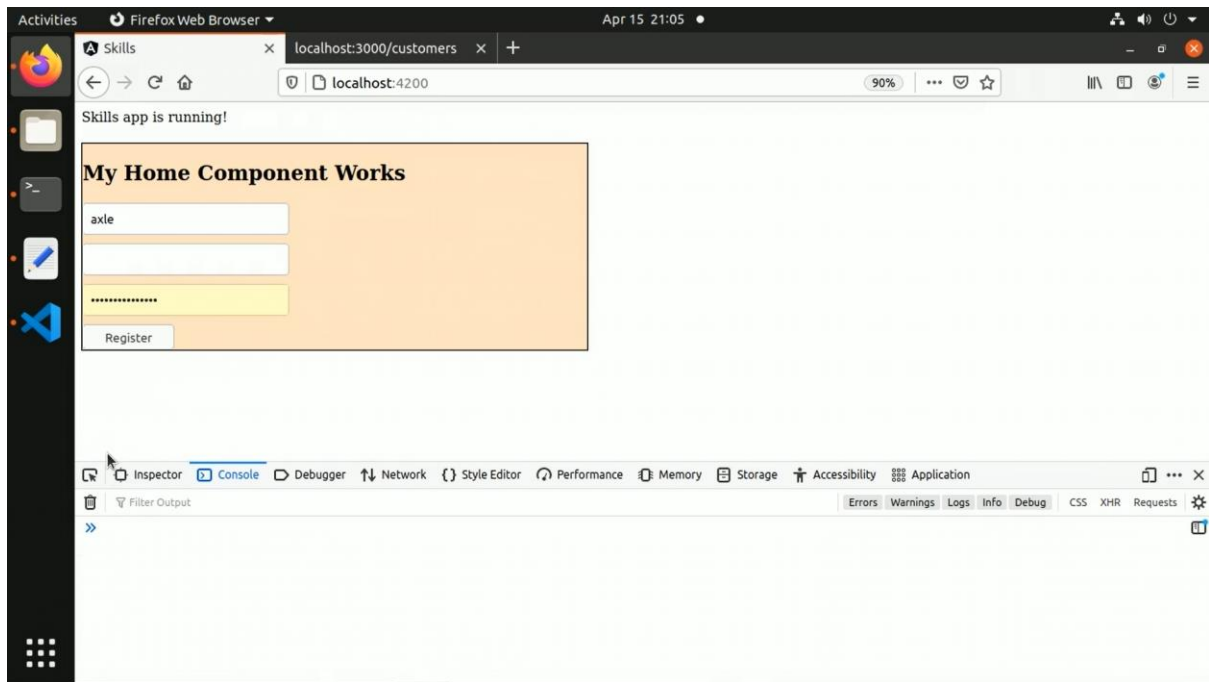 Activities Firefox Web Browser Apr 15 21:05
Skills localhost:3000/customers
localhost:4200 90%
Skills app is running!
My Home Component Works
axle
•••••••••••••••
Register
Inspector Console Debugger Network Style Editor Performance Memory Storage Accessibility Application
Filter Output Errors Warnings Logs Info Debug CSS XHR Requests